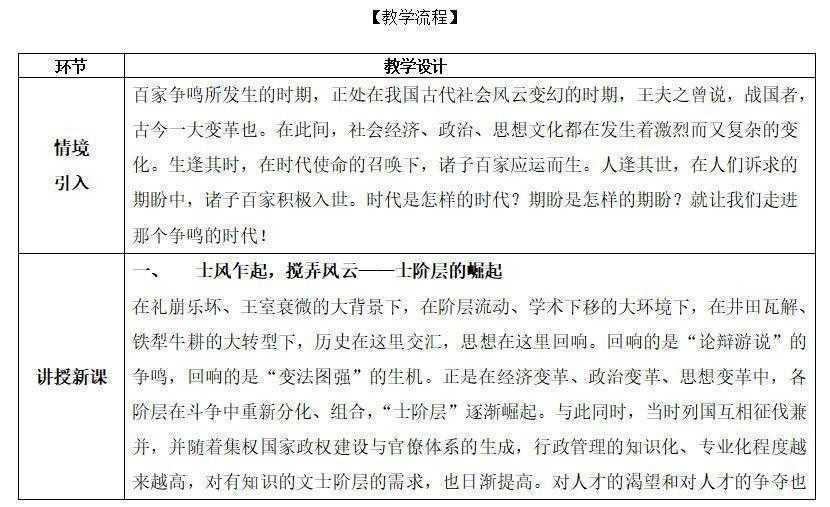 【教学流程】
环节
教学设计
情境
引入
百家争鸣所发生的时期，正处在我国古代社会风云变幻的时期，王夫之曾说，战国者，
古今一大变革也。在此间，社会经济、政治、思想文化都在发生着激烈而又复杂的变
化。生逢其时，在时代使命的召唤下，诸子百家应运而生。人逢其世，在人们诉求的
期盼中，诸子百家积极入世。时代是怎样的时代？期盼是怎样的期盼？就让我们走进
那个争鸣的时代！
讲授新课
一、 士风乍起，搅弄风云——士阶层的崛起
在礼崩乐坏、王室衰微的大背景下，在阶层流动、学术下移的大环境下，在井田瓦解、
铁犁牛耕的大转型下，历史在这里交汇，思想在这里回响。回响的是“论辩游说”的
争鸣，回响的是“变法图强”的生机。正是在经济变革、政治变革、思想变革中，各
阶层在斗争中重新分化、组合，“士阶层”逐渐崛起。与此同时，当时列国互相征伐兼
并，并随着集权国家政权建设与官僚体系的生成，行政管理的知识化、专业化程度越
来越高，对有知识的文士阶层的需求，也日渐提高。对人才的渴望和对人才的争夺也